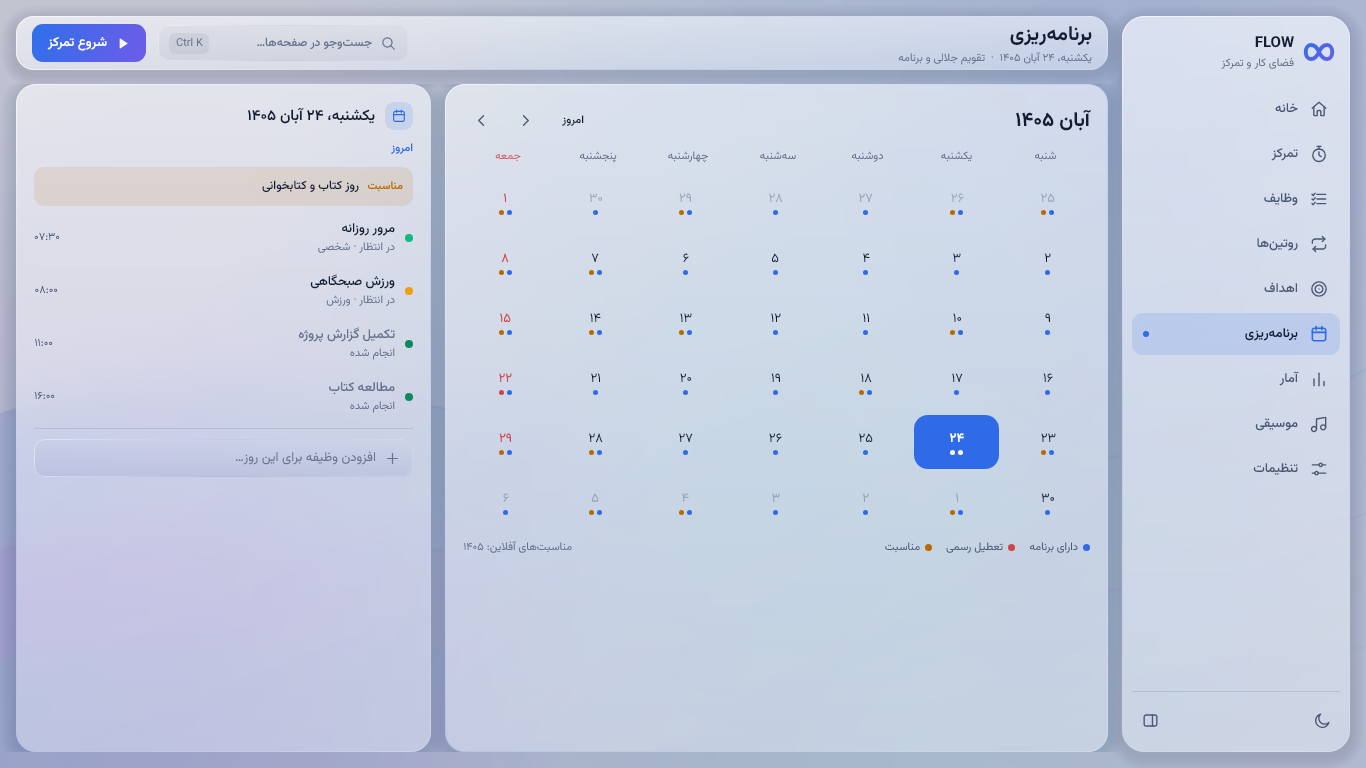 FLOW
فضای کار و تمرکز
خانه
تمرکز
وظایف
روتین‌ها
اهداف
برنامه‌ریزی
آمار
موسیقی
تنظیمات
برنامه‌ریزی
یکشنبه، ۲۴ آبان ۱۴۰۵ · تقویم جلالی و برنامه
جست‌وجو در صفحه‌ها... Ctrl K
شروع تمرکز
آبان ۱۴۰۵
امروز
شنبه یکشنبه دوشنبه سه‌شنبه چهارشنبه پنجشنبه جمعه
۲۵ ۲۶ ۲۷ ۲۸ ۲۹ ۳۰ ۱
۲ ۳ ۴ ۵ ۶ ۷ ۸
۹ ۱۰ ۱۱ ۱۲ ۱۳ ۱۴ ۱۵
۱۶ ۱۷ ۱۸ ۱۹ ۲۰ ۲۱ ۲۲
۲۳ ۲۴ ۲۵ ۲۶ ۲۷ ۲۸ ۲۹
۳۰ ۱ ۲ ۳ ۴ ۵ ۶
دارای برنامه تعطیل رسمی مناسبت
مناسبت‌های آفلاین: ۱۴۰۵
یکشنبه، ۲۴ آبان ۱۴۰۵
امروز
مناسبت روز کتاب و کتابخوانی
مرور روزانه
در انتظار · شخصی
۰۷:۳۰
ورزش صبحگاهی
در انتظار · ورزش
۰۸:۰۰
تکمیل گزارش پروژه
انجام شده
۱۱:۰۰
مطالعه کتاب
انجام شده
۱۶:۰۰
افزودن وظیفه برای این روز...